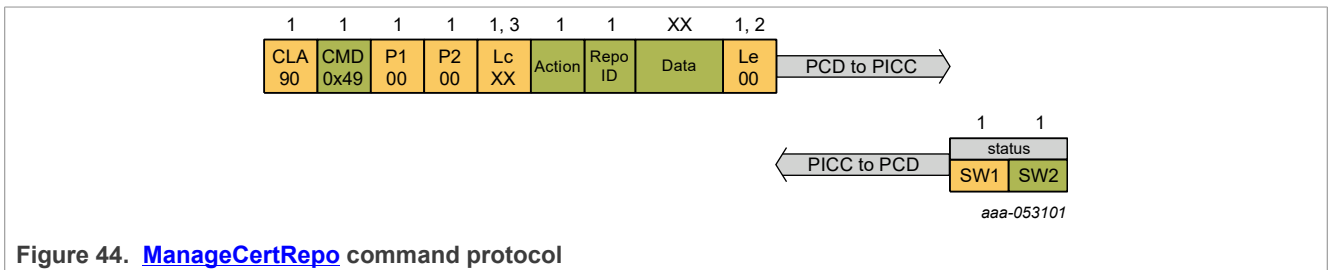 1 1 1 1 1, 3 1 1 XX 1, 2
CLA 90 CMD 0x49 P1 00 P2 00 Lc XX Action Repo ID Data Le 00 PCD to PICC
1 1
status
PICC to PCD SW1 SW2
aaa-053101
Figure 44. ManageCertRepo command protocol